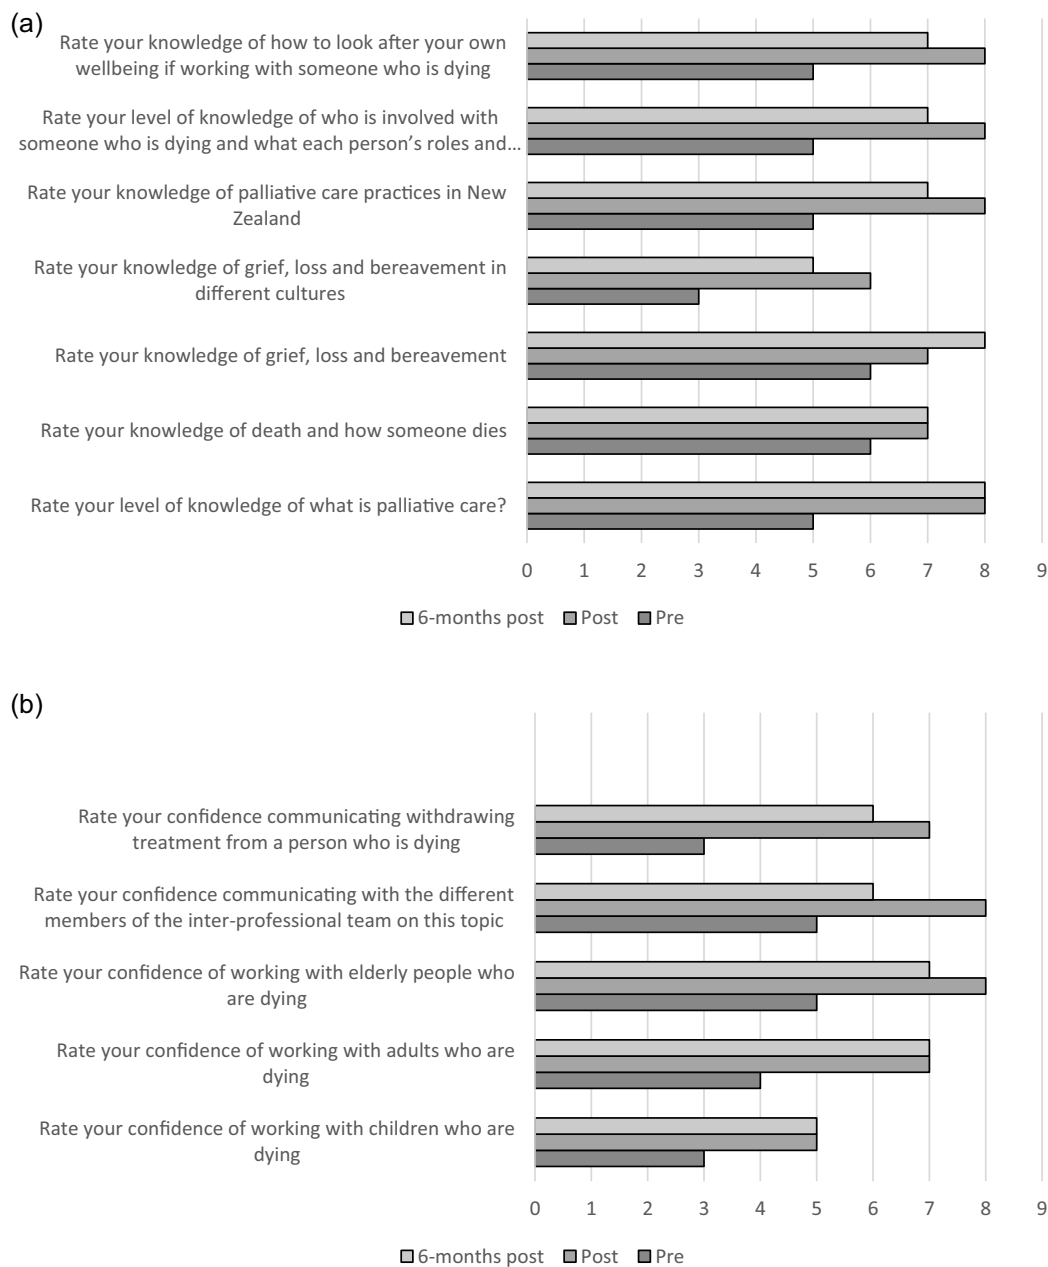 (a)
Rate your knowledge of how to look after your own
wellbeing if working with someone who is dying
Rate your level of knowledge of who is involved with
someone who is dying and what each person’s roles and...
Rate your knowledge of palliative care practices in New
Zealand
Rate your knowledge of grief, loss and bereavement in
different cultures
Rate your knowledge of grief, loss and bereavement
Rate your knowledge of death and how someone dies
Rate your level of knowledge of what is palliative care?
0 1 2 3 4 5 6 7 8 9
6-months post Post Pre
(b)
Rate your confidence communicating withdrawing
treatment from a person who is dying
Rate your confidence communicating with the different
members of the inter-professional team on this topic
Rate your confidence of working with elderly people who
are dying
Rate your confidence of working with adults who are
dying
Rate your confidence of working with children who are
dying
0 1 2 3 4 5 6 7 8 9
6-months post Post Pre